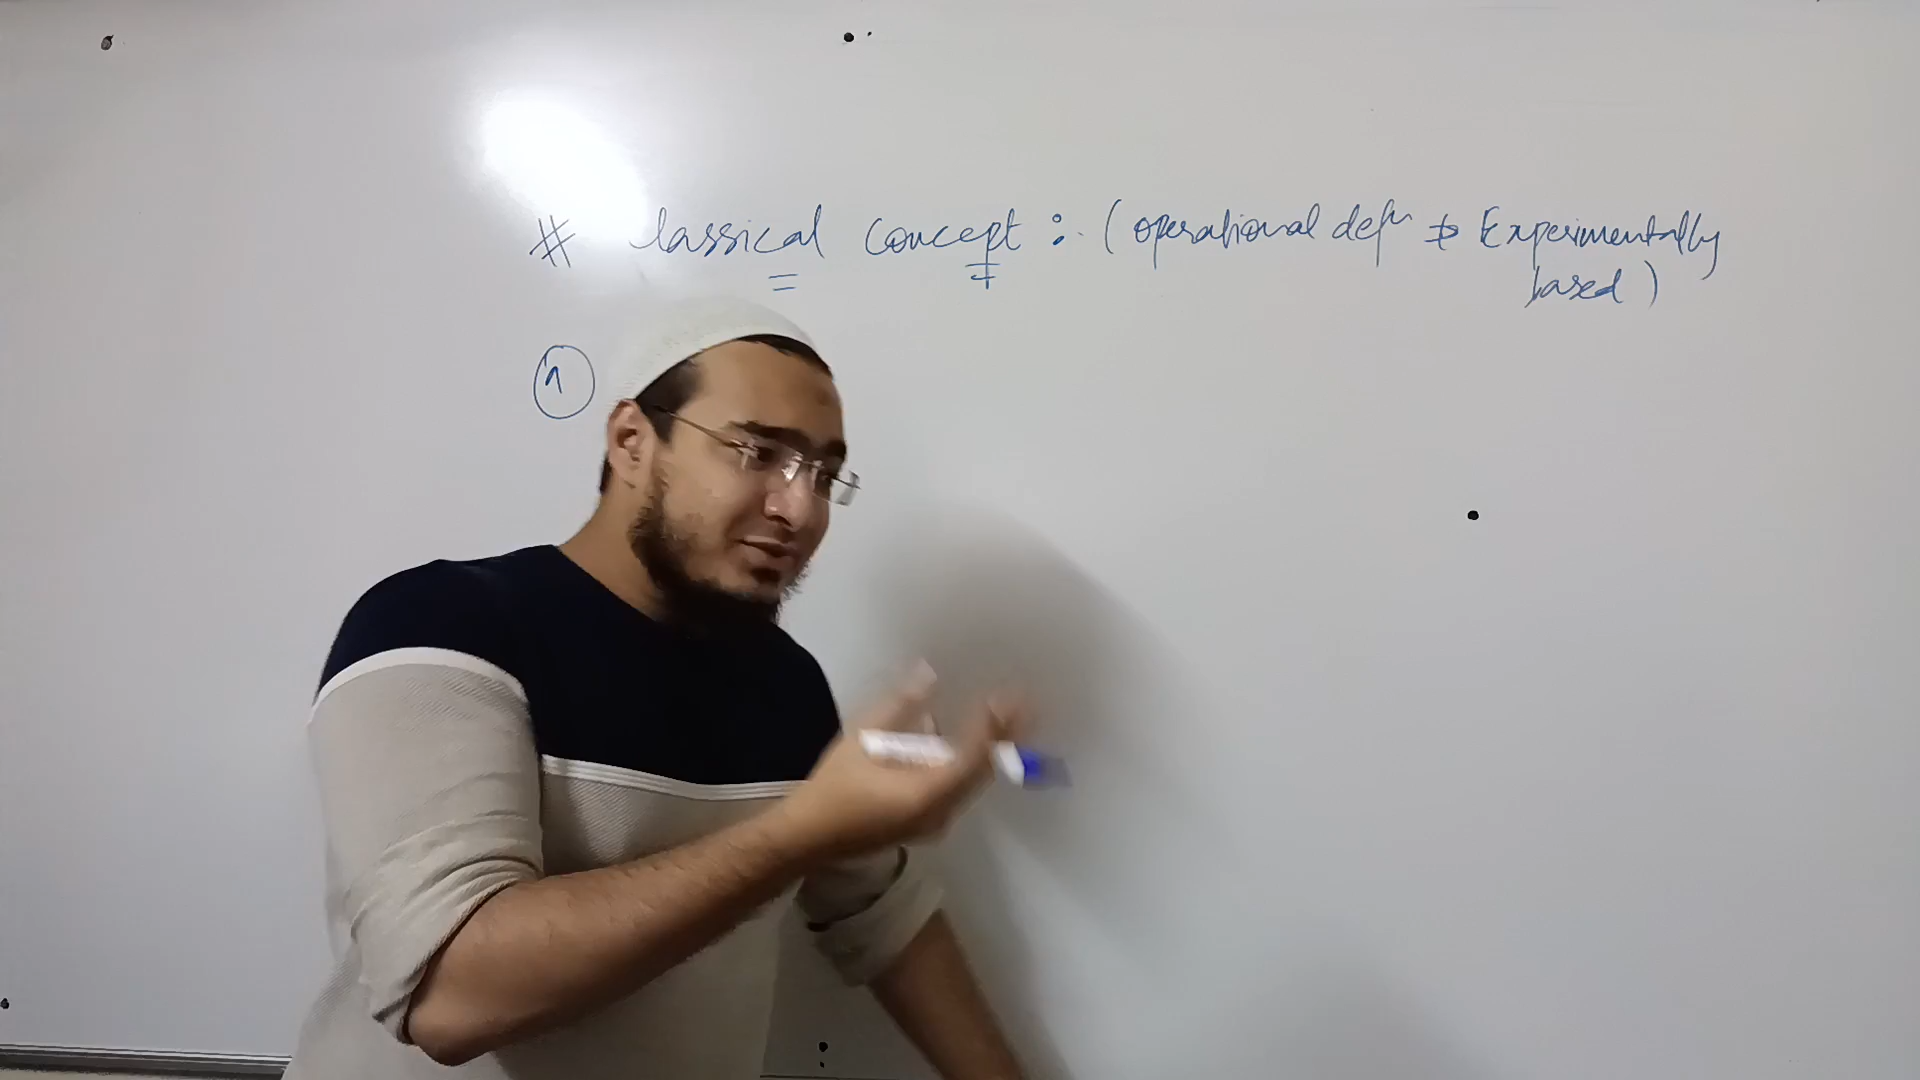 # lassical concept : (operational defn ⇒ Experimentally
based)
1